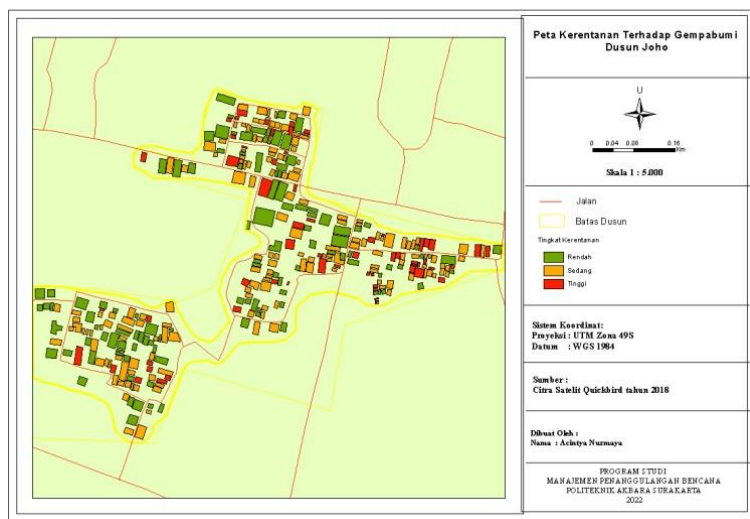 Peta Kerentanan Terhadap Gempabumi
Dusun Joho
U
0 0.04 0.08 0.16
Km
Skala 1 : 5.000
Jalan
Batas Dusun
Tingkat Kerentanan
Rendah
Sedang
Tinggi
Sistem Koordinat:
Proyeksi : UTM Zona 49S
Datum : WGS 1984
Sumber :
Citra Satelit Quickbird tahun 2018
Dibuat Oleh :
Nama : Acintya Nurmaya
PROGRAM STUDI
MANAJEMEN PENANGGULANGAN BENCANA
POLITEKNIK AKBARA SURAKARTA
2022